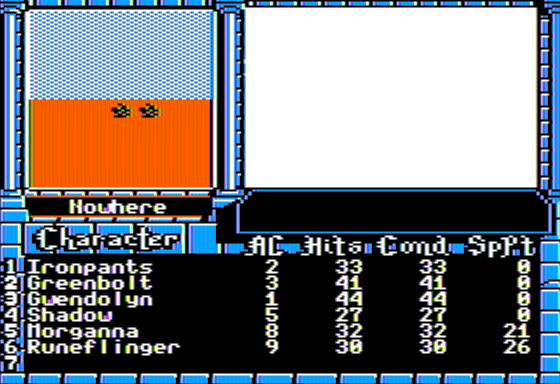 Nowhere
Character AC Hits Cond SpPt
1 Ironpants 2 33 33 0
2 Greenbolt 3 41 41 0
3 Gwendolyn 1 44 44 0
4 Shadow 5 27 27 0
5 Morganna 8 32 32 21
6 Runeflinger 9 30 30 26
7